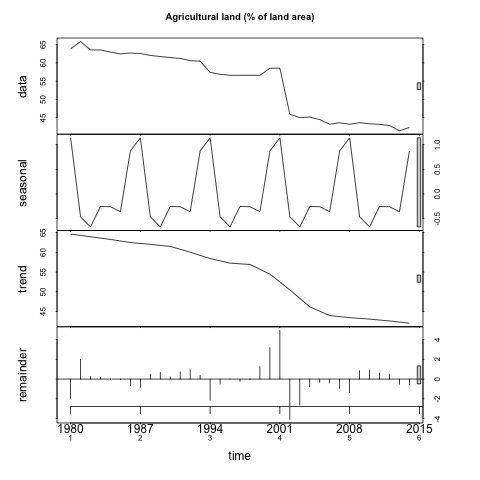 Agricultural land (% of land area)
data
45 50 55 60 65
seasonal
-0.5 0.0 0.5 1.0
trend
45 50 55 60 65
remainder
-4 -2 0 2 4
1980 1987 1994 2001 2008 2015
1 2 3 4 5 6
time